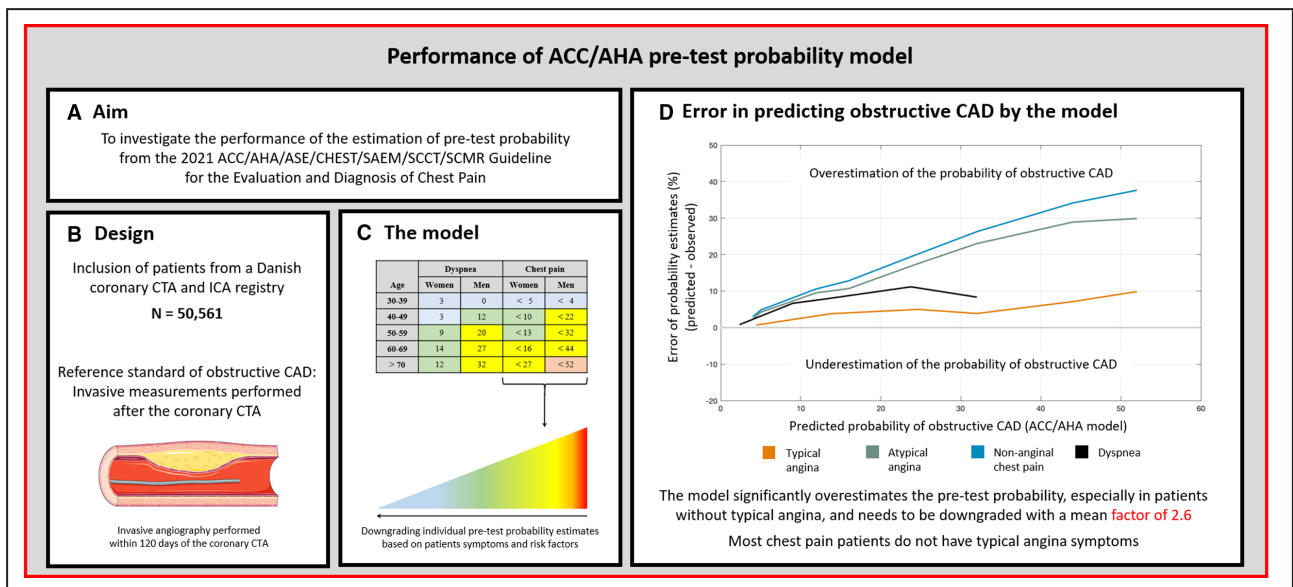 Performance of ACC/AHA pre-test probability model
A Aim
To investigate the performance of the estimation of pre-test probability
from the 2021 ACC/AHA/ASE/CHEST/SAEM/SCCT/SCMR Guideline
for the Evaluation and Diagnosis of Chest Pain
B Design
Inclusion of patients from a Danish
coronary CTA and ICA registry
N = 50,561
Reference standard of obstructive CAD:
Invasive measurements performed
after the coronary CTA
Invasive angiography performed
within 120 days of the coronary CTA
C The model
Dyspnea Chest pain
Age Women Men Women Men
30-39 3 0 < 5 < 4
40-49 3 12 < 10 < 22
50-59 9 20 < 13 < 32
60-69 14 27 < 16 < 44
> 70 12 32 < 27 < 52
Downgrading individual pre-test probability estimates
based on patients symptoms and risk factors
D Error in predicting obstructive CAD by the model
Error of probability estimates (%)
(predicted - observed)
50
40
30
20
10
0
-10
-20
Overestimation of the probability of obstructive CAD
Underestimation of the probability of obstructive CAD
0 10 20 30 40 50 60
Predicted probability of obstructive CAD (ACC/AHA model)
Typical
angina
Atypical
angina
Non-anginal
chest pain
Dyspnea
The model significantly overestimates the pre-test probability, especially in patients
without typical angina, and needs to be downgraded with a mean factor of 2.6
Most chest pain patients do not have typical angina symptoms